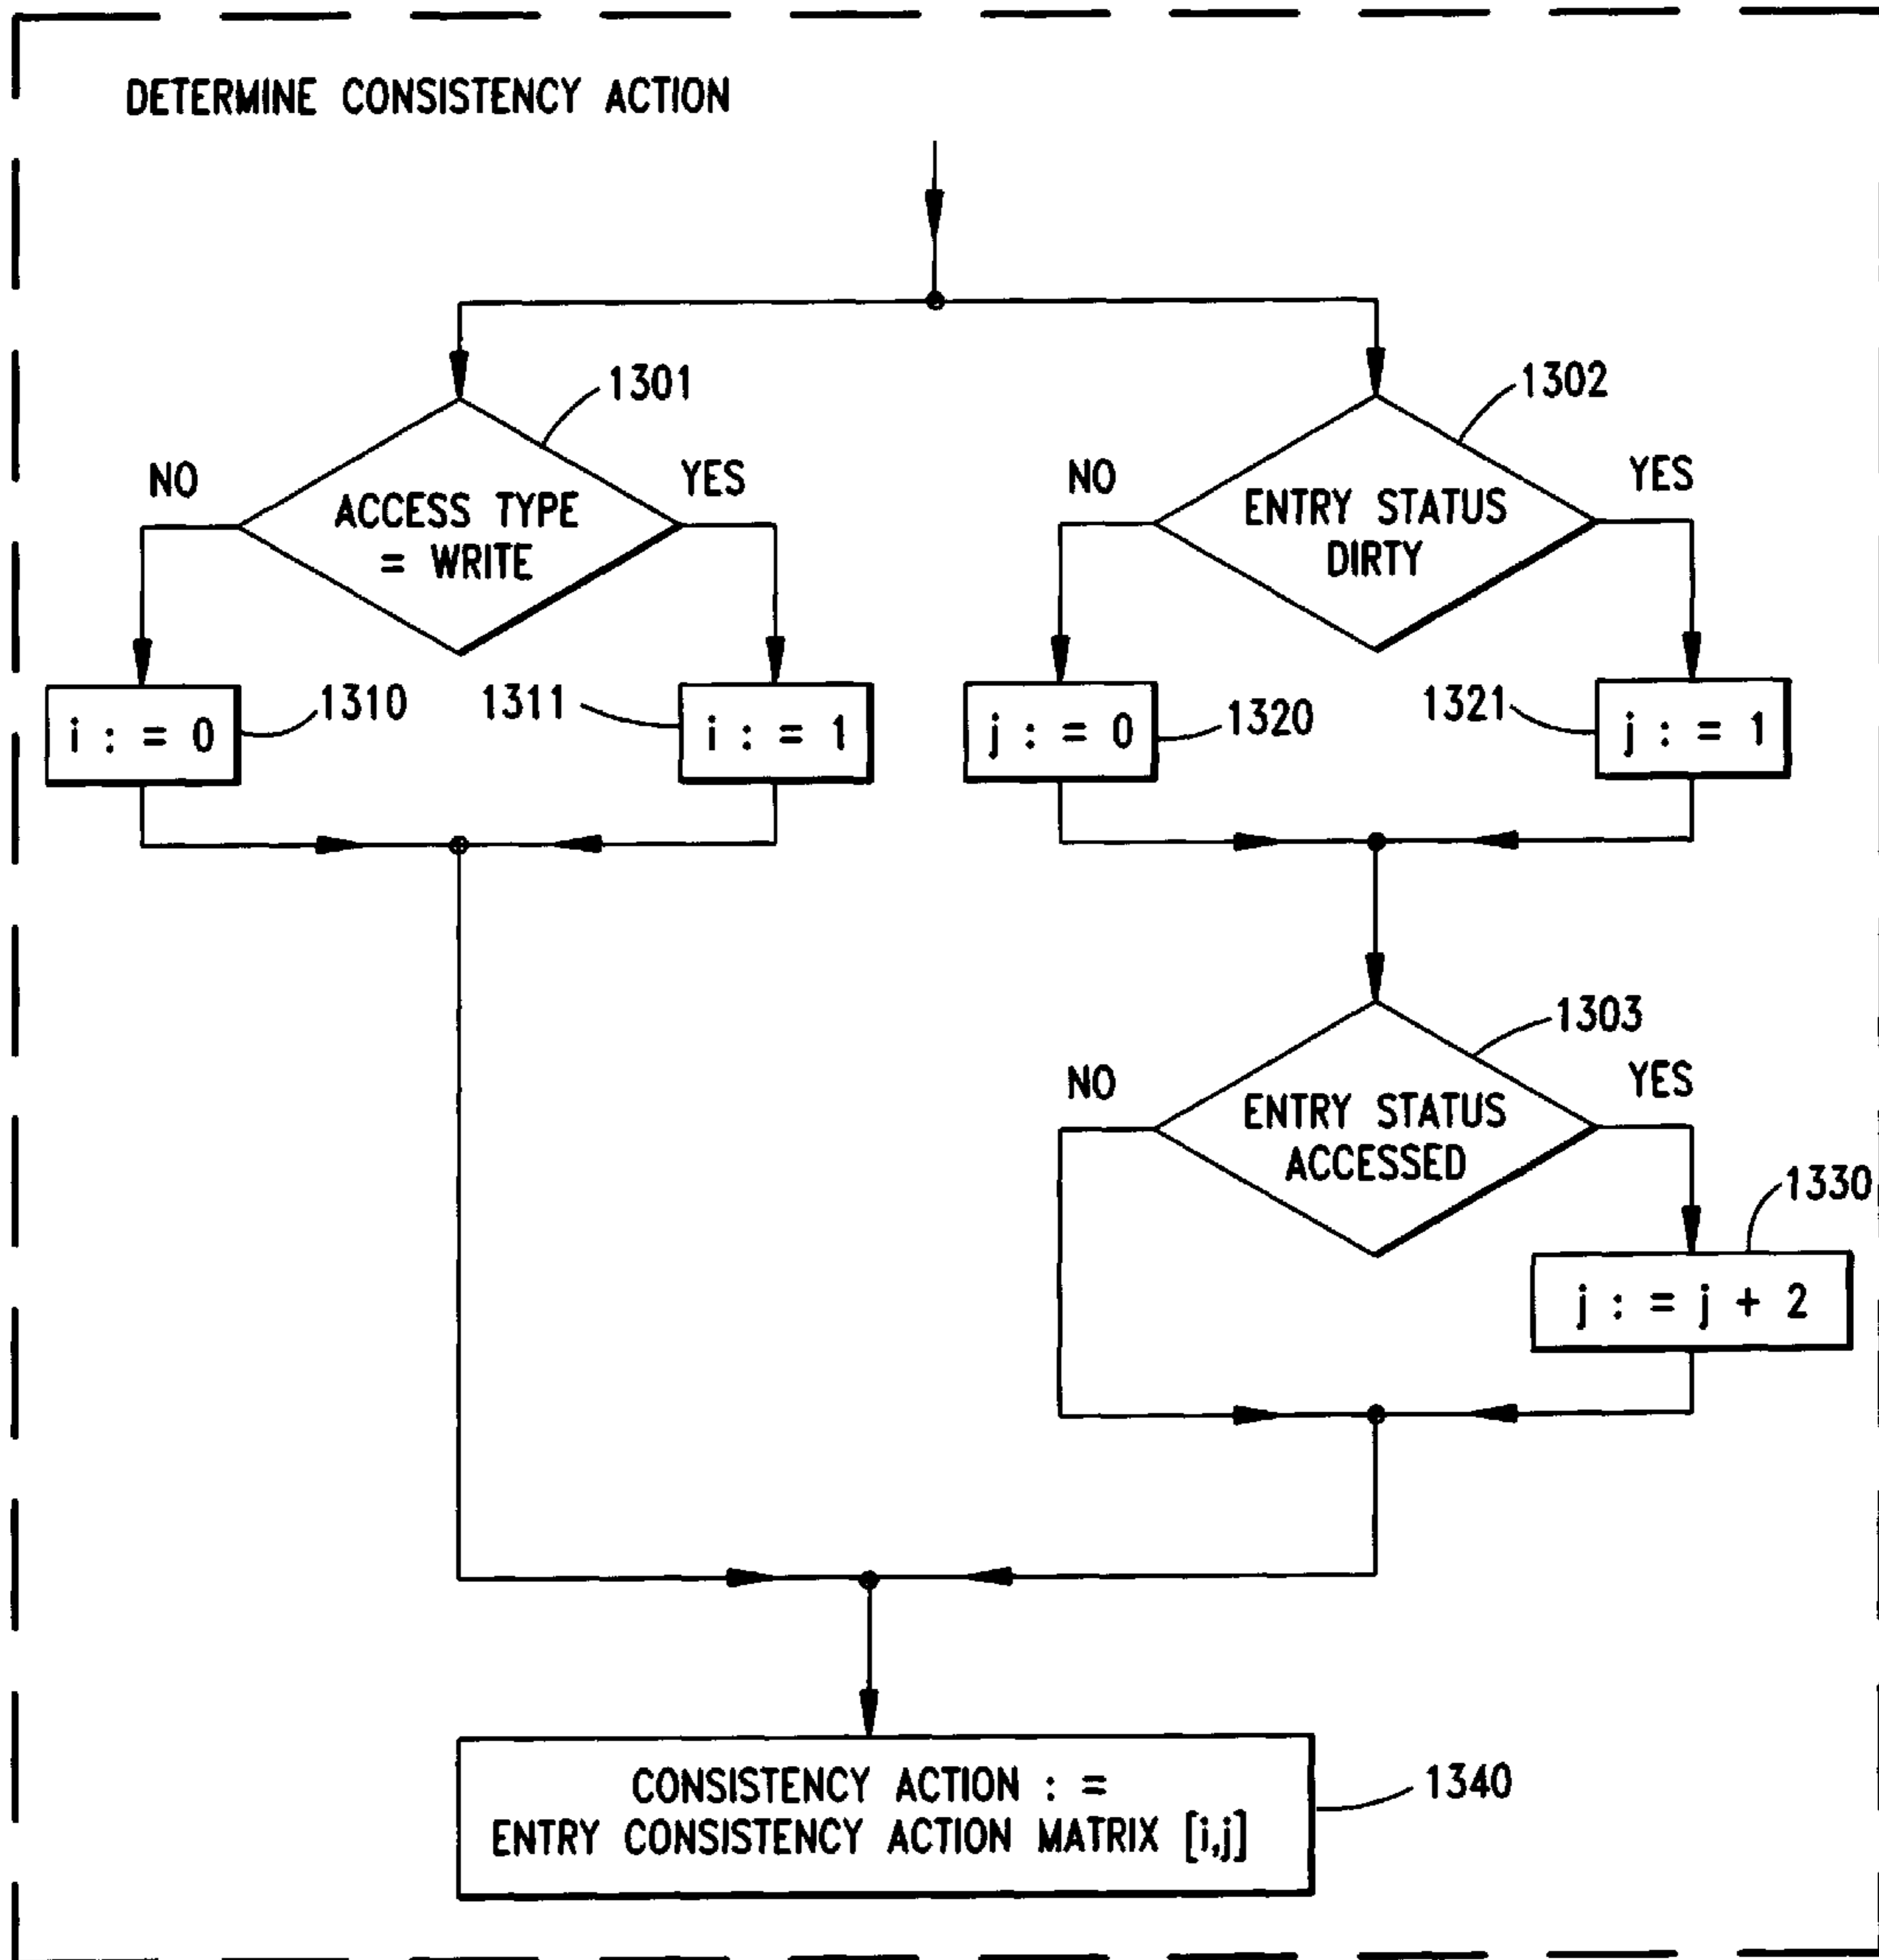 DETERMINE CONSISTENCY ACTION
1301
1302
NO
YES
NO
YES
ACCESS TYPE
= WRITE
ENTRY STATUS
DIRTY
i : = 0
1310
1311
i : = 1
j : = 0
1320
1321
j : = 1
1303
NO
YES
ENTRY STATUS
ACCESSED
1330
j : = j + 2
CONSISTENCY ACTION : =
ENTRY CONSISTENCY ACTION MATRIX [i,j]
1340